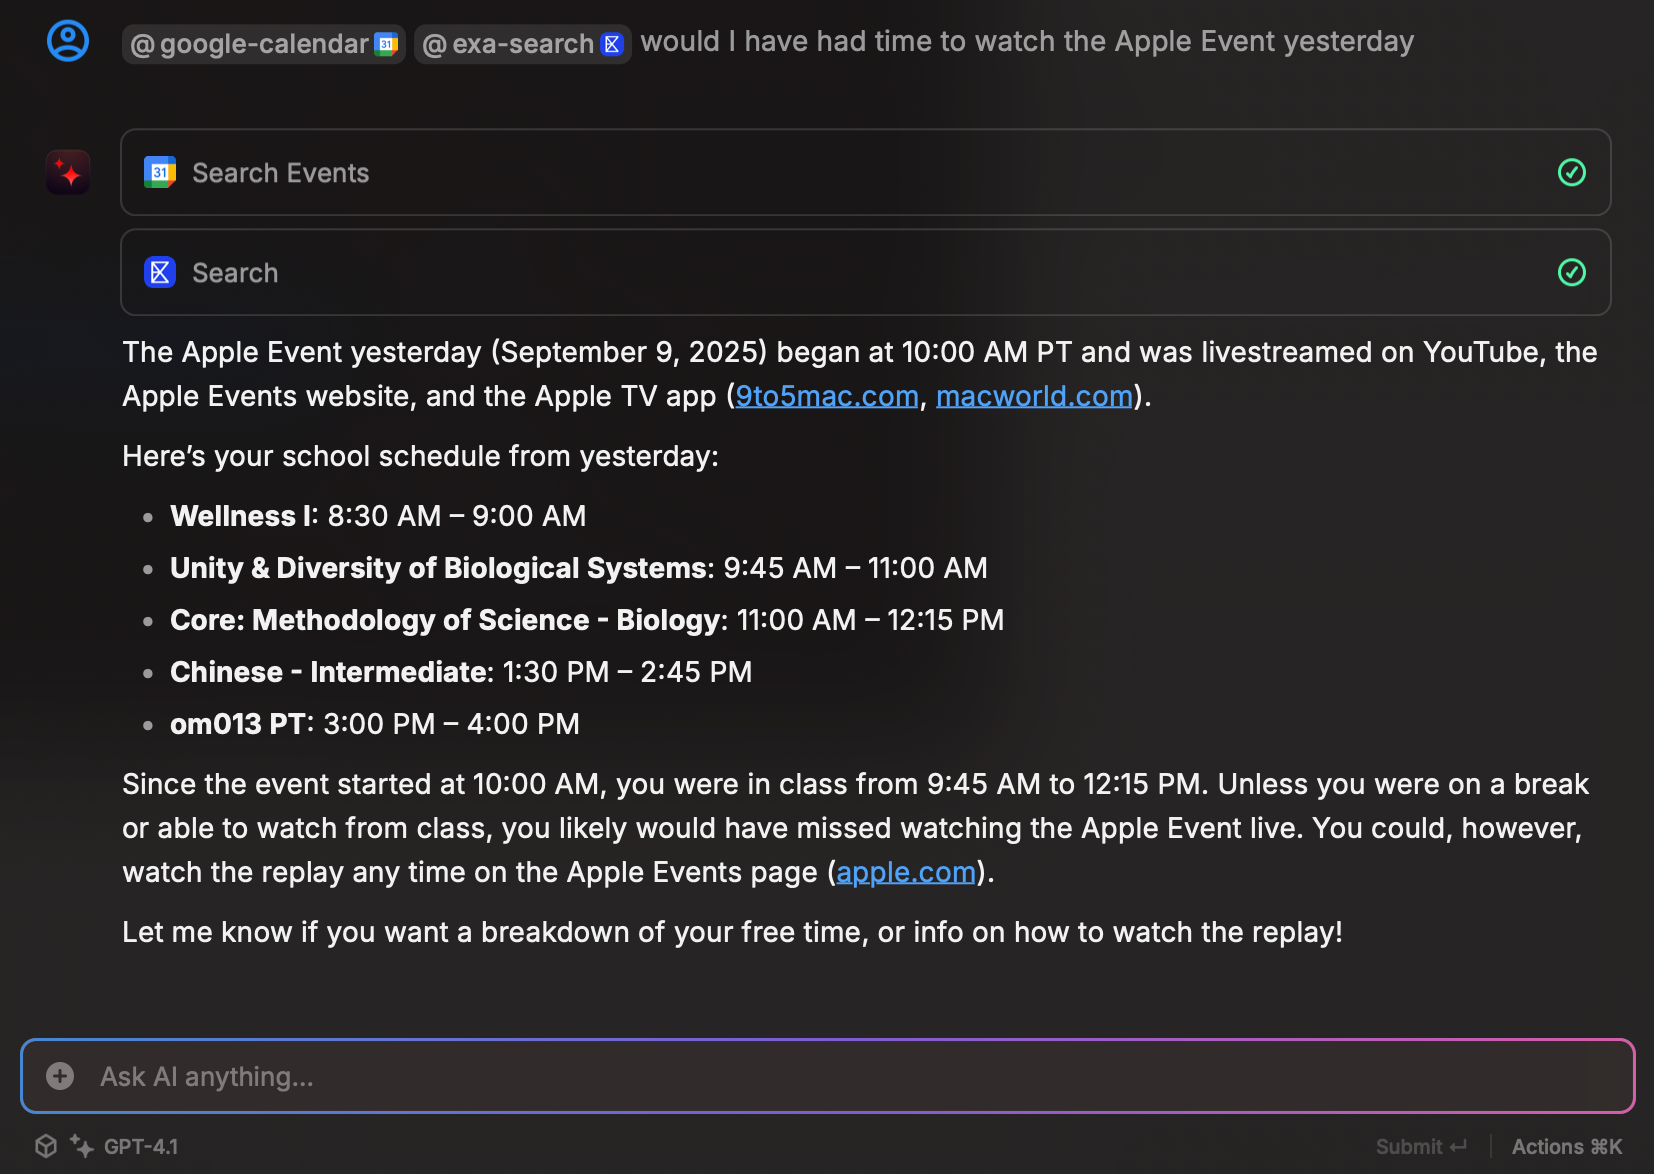 @google-calendar 31 @exa-search would I have had time to watch the Apple Event yesterday
31 Search Events
Search
The Apple Event yesterday (September 9, 2025) began at 10:00 AM PT and was livestreamed on YouTube, the
Apple Events website, and the Apple TV app (9to5mac.com, macworld.com).
Here’s your school schedule from yesterday:
• Wellness I: 8:30 AM – 9:00 AM
• Unity & Diversity of Biological Systems: 9:45 AM – 11:00 AM
• Core: Methodology of Science - Biology: 11:00 AM – 12:15 PM
• Chinese - Intermediate: 1:30 PM – 2:45 PM
• om013 PT: 3:00 PM – 4:00 PM
Since the event started at 10:00 AM, you were in class from 9:45 AM to 12:15 PM. Unless you were on a break
or able to watch from class, you likely would have missed watching the Apple Event live. You could, however,
watch the replay any time on the Apple Events page (apple.com).
Let me know if you want a breakdown of your free time, or info on how to watch the replay!
Ask AI anything...
GPT-4.1
Submit ↵ | Actions ⌘K